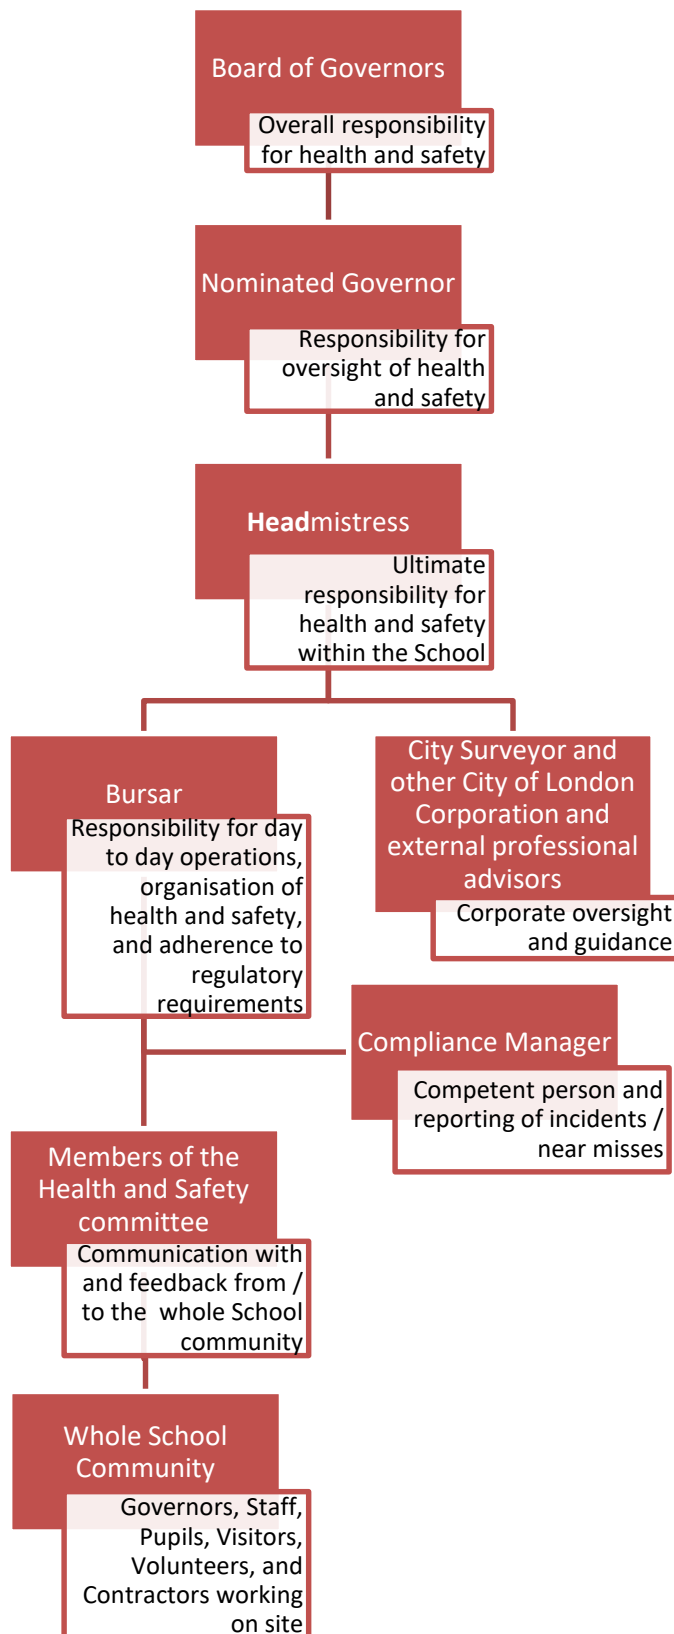 Board of Governors
Overall responsibility
for health and safety
Nominated Governor
Responsibility for
oversight of health
and safety
Headmistress
Ultimate
responsibility for
health and safety
within the School
Bursar
Responsibility for day
to day operations,
organisation of
health and safety,
and adherence to
regulatory
requirements
City Surveyor and
other City of London
Corporation and
external professional
advisors
Corporate oversight
and guidance
Compliance Manager
Competent person and
reporting of incidents /
near misses
Members of the
Health and Safety
committee
Communication with
and feedback from /
to the whole School
community
Whole School
Community
Governors, Staff,
Pupils, Visitors,
Volunteers, and
Contractors working
on site